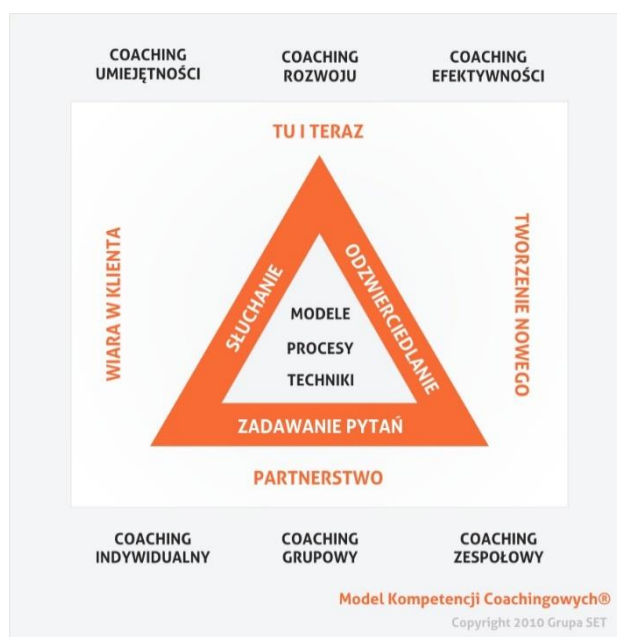 COACHING
UMIEJĘTNOŚCI
COACHING
ROZWOJU
COACHING
EFEKTYWNOŚCI
TU I TERAZ
WIARA W KLIENTA
SŁUCHANIE
ODZWIERCIEDLANIE
TWORZENIE NOWEGO
MODELE
PROCESY
TECHNIKI
ZADAWANIE PYTAŃ
PARTNERSTWO
COACHING
INDYWIDUALNY
COACHING
GRUPOWY
COACHING
ZESPOŁOWY
Model Kompetencji Coachingowych®
Copyright 2010 Grupa SET